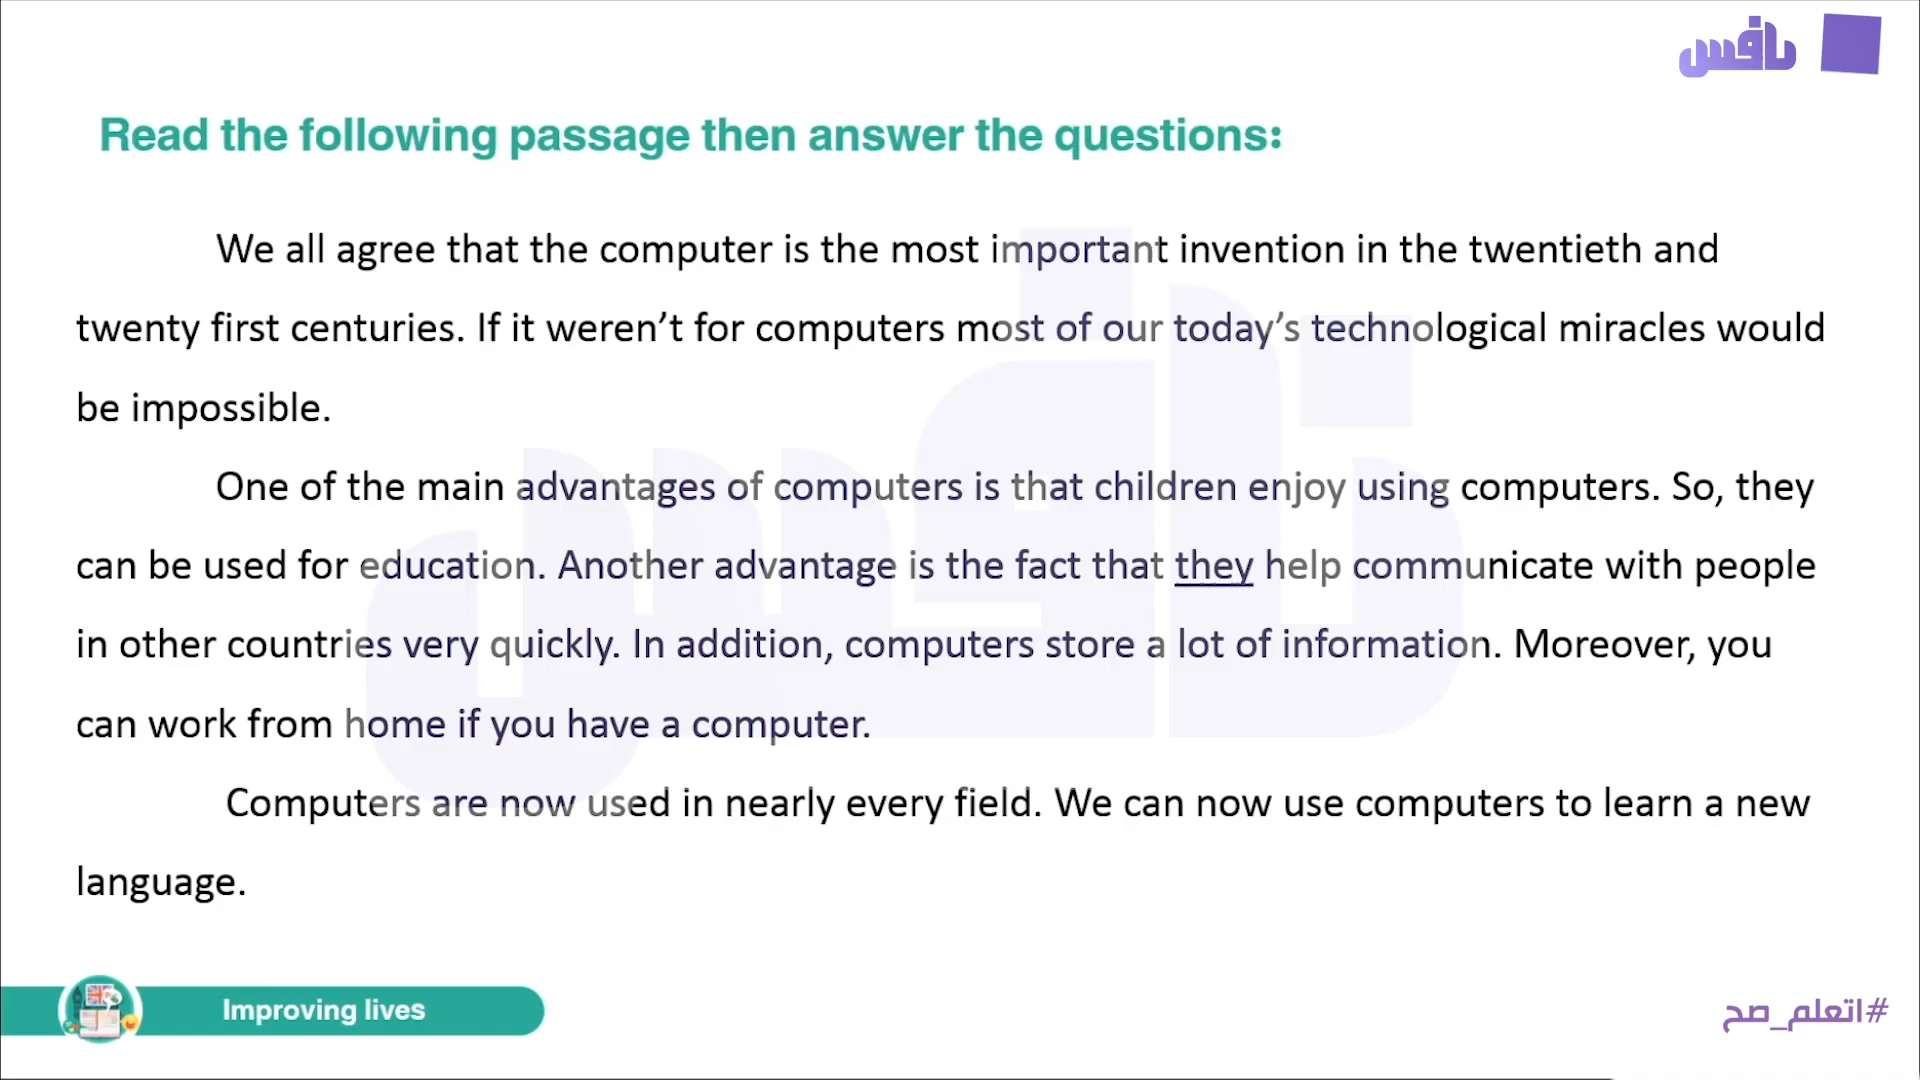 نافس
Read the following passage then answer the questions:
We all agree that the computer is the most important invention in the twentieth and
twenty first centuries. If it weren’t for computers most of our today’s technological miracles would
be impossible.
One of the main advantages of computers is that children enjoy using computers. So, they
can be used for education. Another advantage is the fact that they help communicate with people
in other countries very quickly. In addition, computers store a lot of information. Moreover, you
can work from home if you have a computer.
Computers are now used in nearly every field. We can now use computers to learn a new
language.
Improving lives
#اتعلم_صح